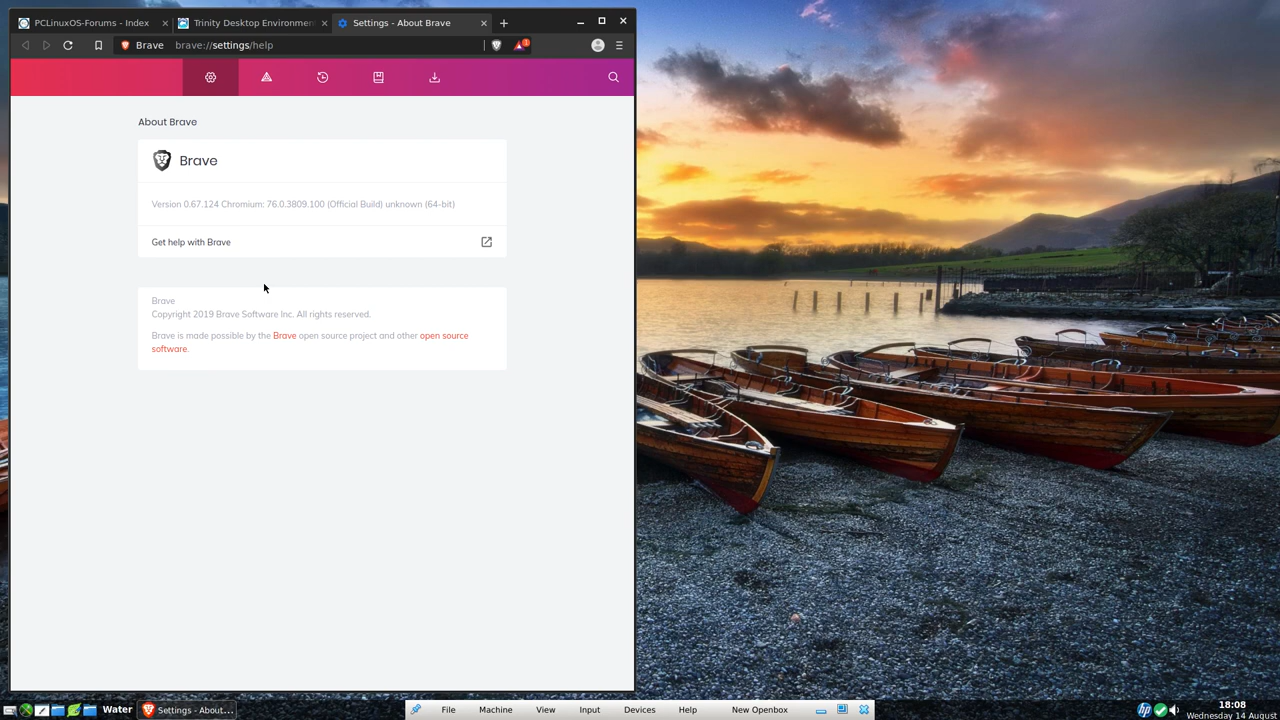 PCLinuxOS-Forums - Index
Trinity Desktop Environmen
Settings - About Brave
Brave
brave://settings/help
1
About Brave
Brave
Version 0.67.124 Chromium: 76.0.3809.100 (Official Build) unknown (64-bit)
Get help with Brave
Brave
Copyright 2019 Brave Software Inc. All rights reserved.
Brave is made possible by the Brave open source project and other open source
software.
Water
Settings - About...
File
Machine
View
Input
Devices
Help
New Openbox
18:08
Wednesday 14 August